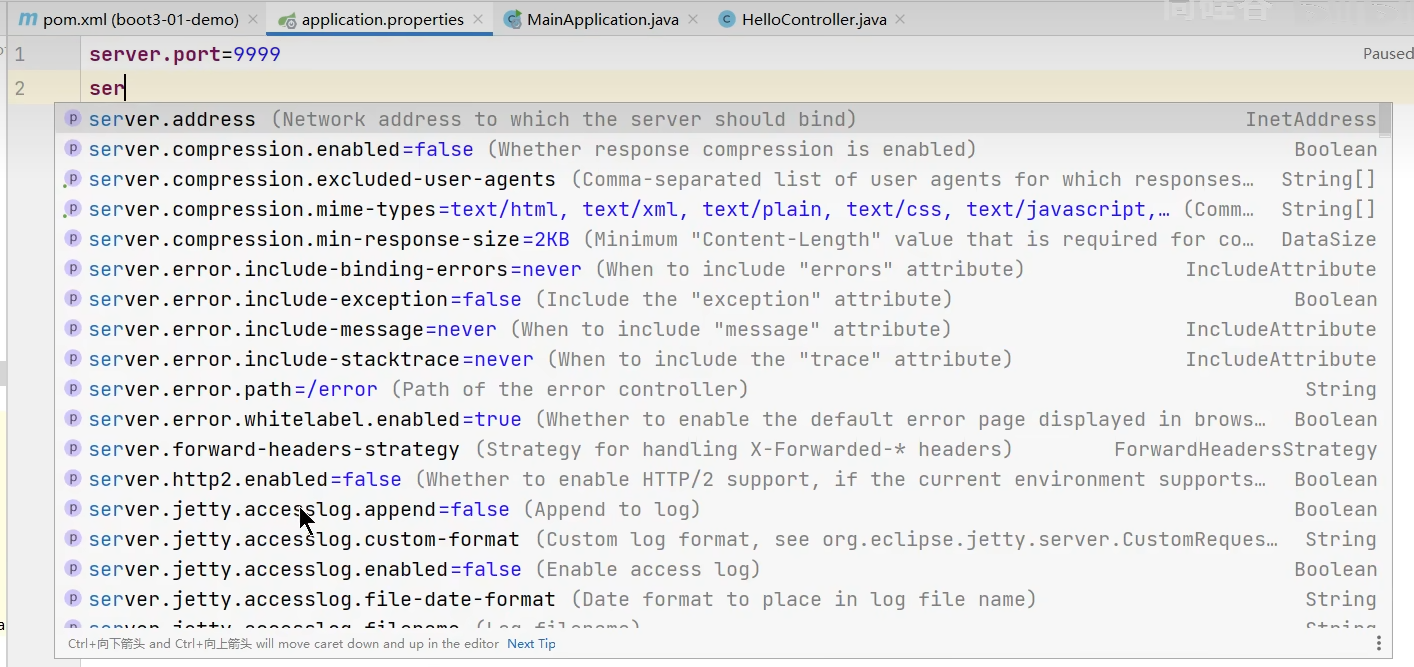 pom.xml (boot3-01-demo) application.properties MainApplication.java HelloController.java
1 server.port=9999 Paused
2 ser
server.address (Network address to which the server should bind) InetAddress
server.compression.enabled=false (Whether response compression is enabled) Boolean
server.compression.excluded-user-agents (Comma-separated list of user agents for which responses… String[]
server.compression.mime-types=text/html, text/xml, text/plain, text/css, text/javascript,… (Comm… String[]
server.compression.min-response-size=2KB (Minimum "Content-Length" value that is required for co… DataSize
server.error.include-binding-errors=never (When to include "errors" attribute) IncludeAttribute
server.error.include-exception=false (Include the "exception" attribute) Boolean
server.error.include-message=never (When to include "message" attribute) IncludeAttribute
server.error.include-stacktrace=never (When to include the "trace" attribute) IncludeAttribute
server.error.path=/error (Path of the error controller) String
server.error.whitelabel.enabled=true (Whether to enable the default error page displayed in brows… Boolean
server.forward-headers-strategy (Strategy for handling X-Forwarded-* headers) ForwardHeadersStrategy
server.http2.enabled=false (Whether to enable HTTP/2 support, if the current environment supports… Boolean
server.jetty.accesslog.append=false (Append to log) Boolean
server.jetty.accesslog.custom-format (Custom log format, see org.eclipse.jetty.server.CustomReques… String
server.jetty.accesslog.enabled=false (Enable access log) Boolean
server.jetty.accesslog.file-date-format (Date format to place in log file name) String
server.jetty.accesslog.filename (Log filename) String
Ctrl+向下箭头 and Ctrl+向上箭头 will move caret down and up in the editor Next Tip